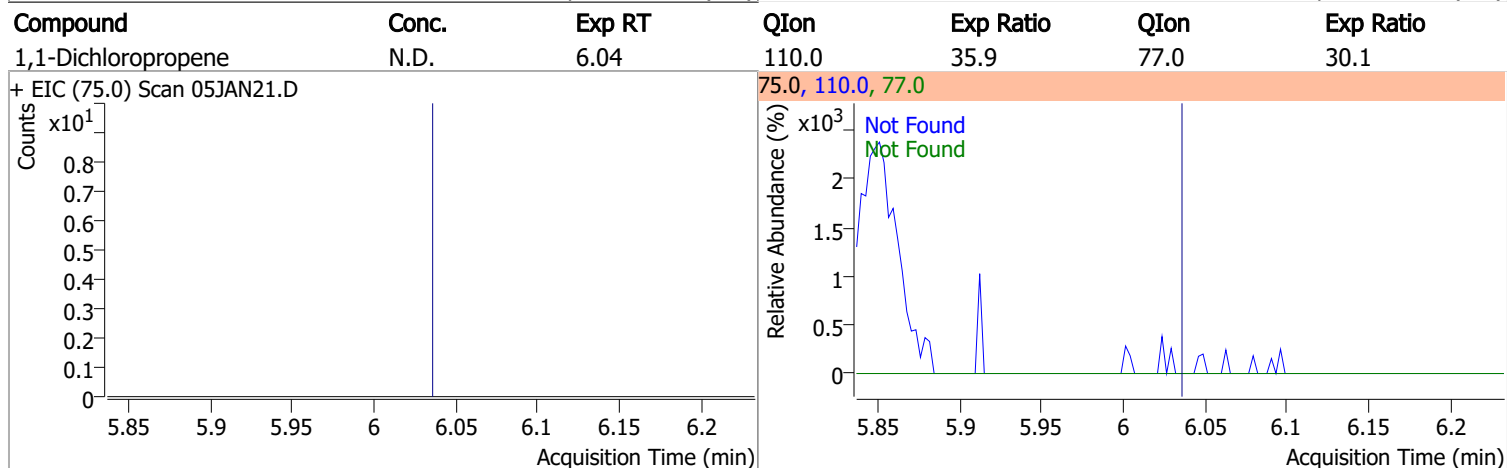 Compound Conc. Exp RT QIon Exp Ratio QIon Exp Ratio
1,1-Dichloropropene N.D. 6.04 110.0 35.9 77.0 30.1
+ EIC (75.0) Scan 05JAN21.D
Counts
x101
0.8
0.7
0.6
0.5
0.4
0.3
0.2
0.1
0
5.85 5.9 5.95 6 6.05 6.1 6.15 6.2
Acquisition Time (min)
75.0, 110.0, 77.0
Relative Abundance (%)
x103
Not Found
Not Found
2
1.5
1
0.5
0
5.85 5.9 5.95 6 6.05 6.1 6.15 6.2
Acquisition Time (min)